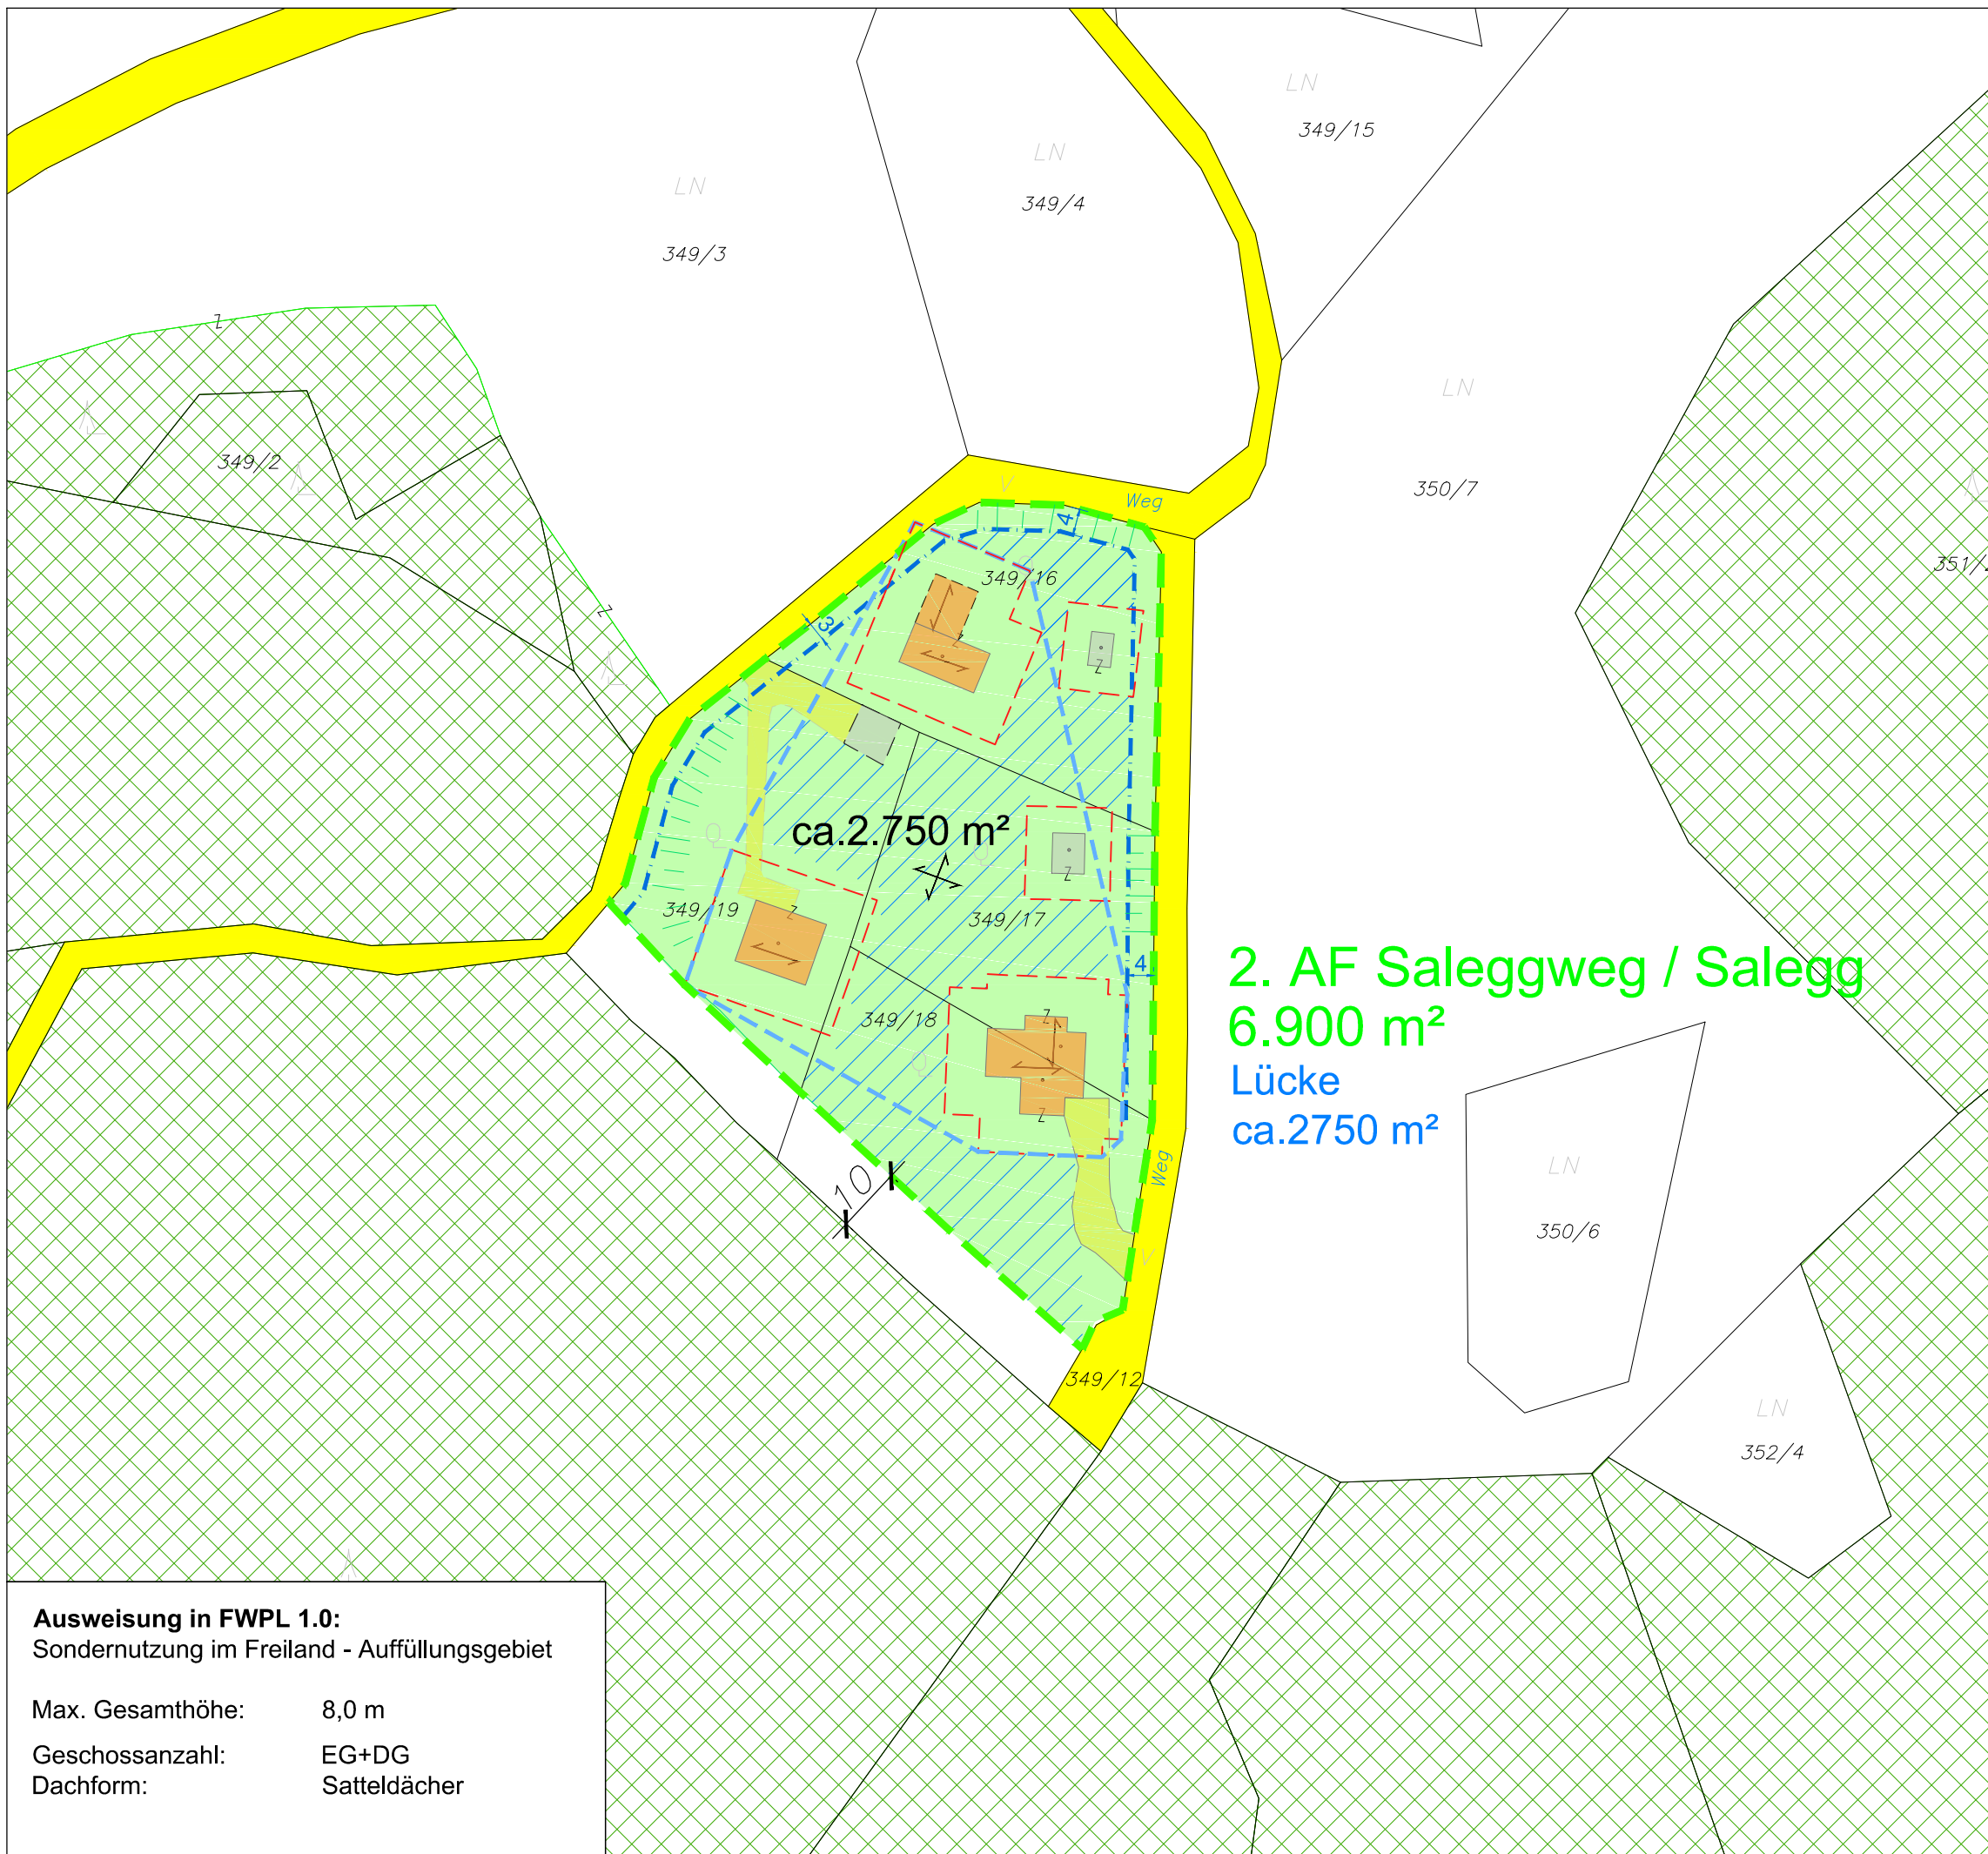 LN
349/15
LN
349/4
LN
349/3
Z
LN
349/2
350/7
V
Weg
4
351/
349/16
3
Z
Z
ca.2.750 m²
Z
349/19
Z
349/17
4
2. AF Saleggweg / Salegg
6.900 m²
Lücke
ca.2750 m²
349/18
Z
Z
Weg
10
LN
350/6
V
349/12
LN
352/4
Ausweisung in FWPL 1.0:
Sondernutzung im Freiland - Auffüllungsgebiet
Max. Gesamthöhe: 8,0 m
Geschossanzahl: EG+DG
Dachform: Satteldächer